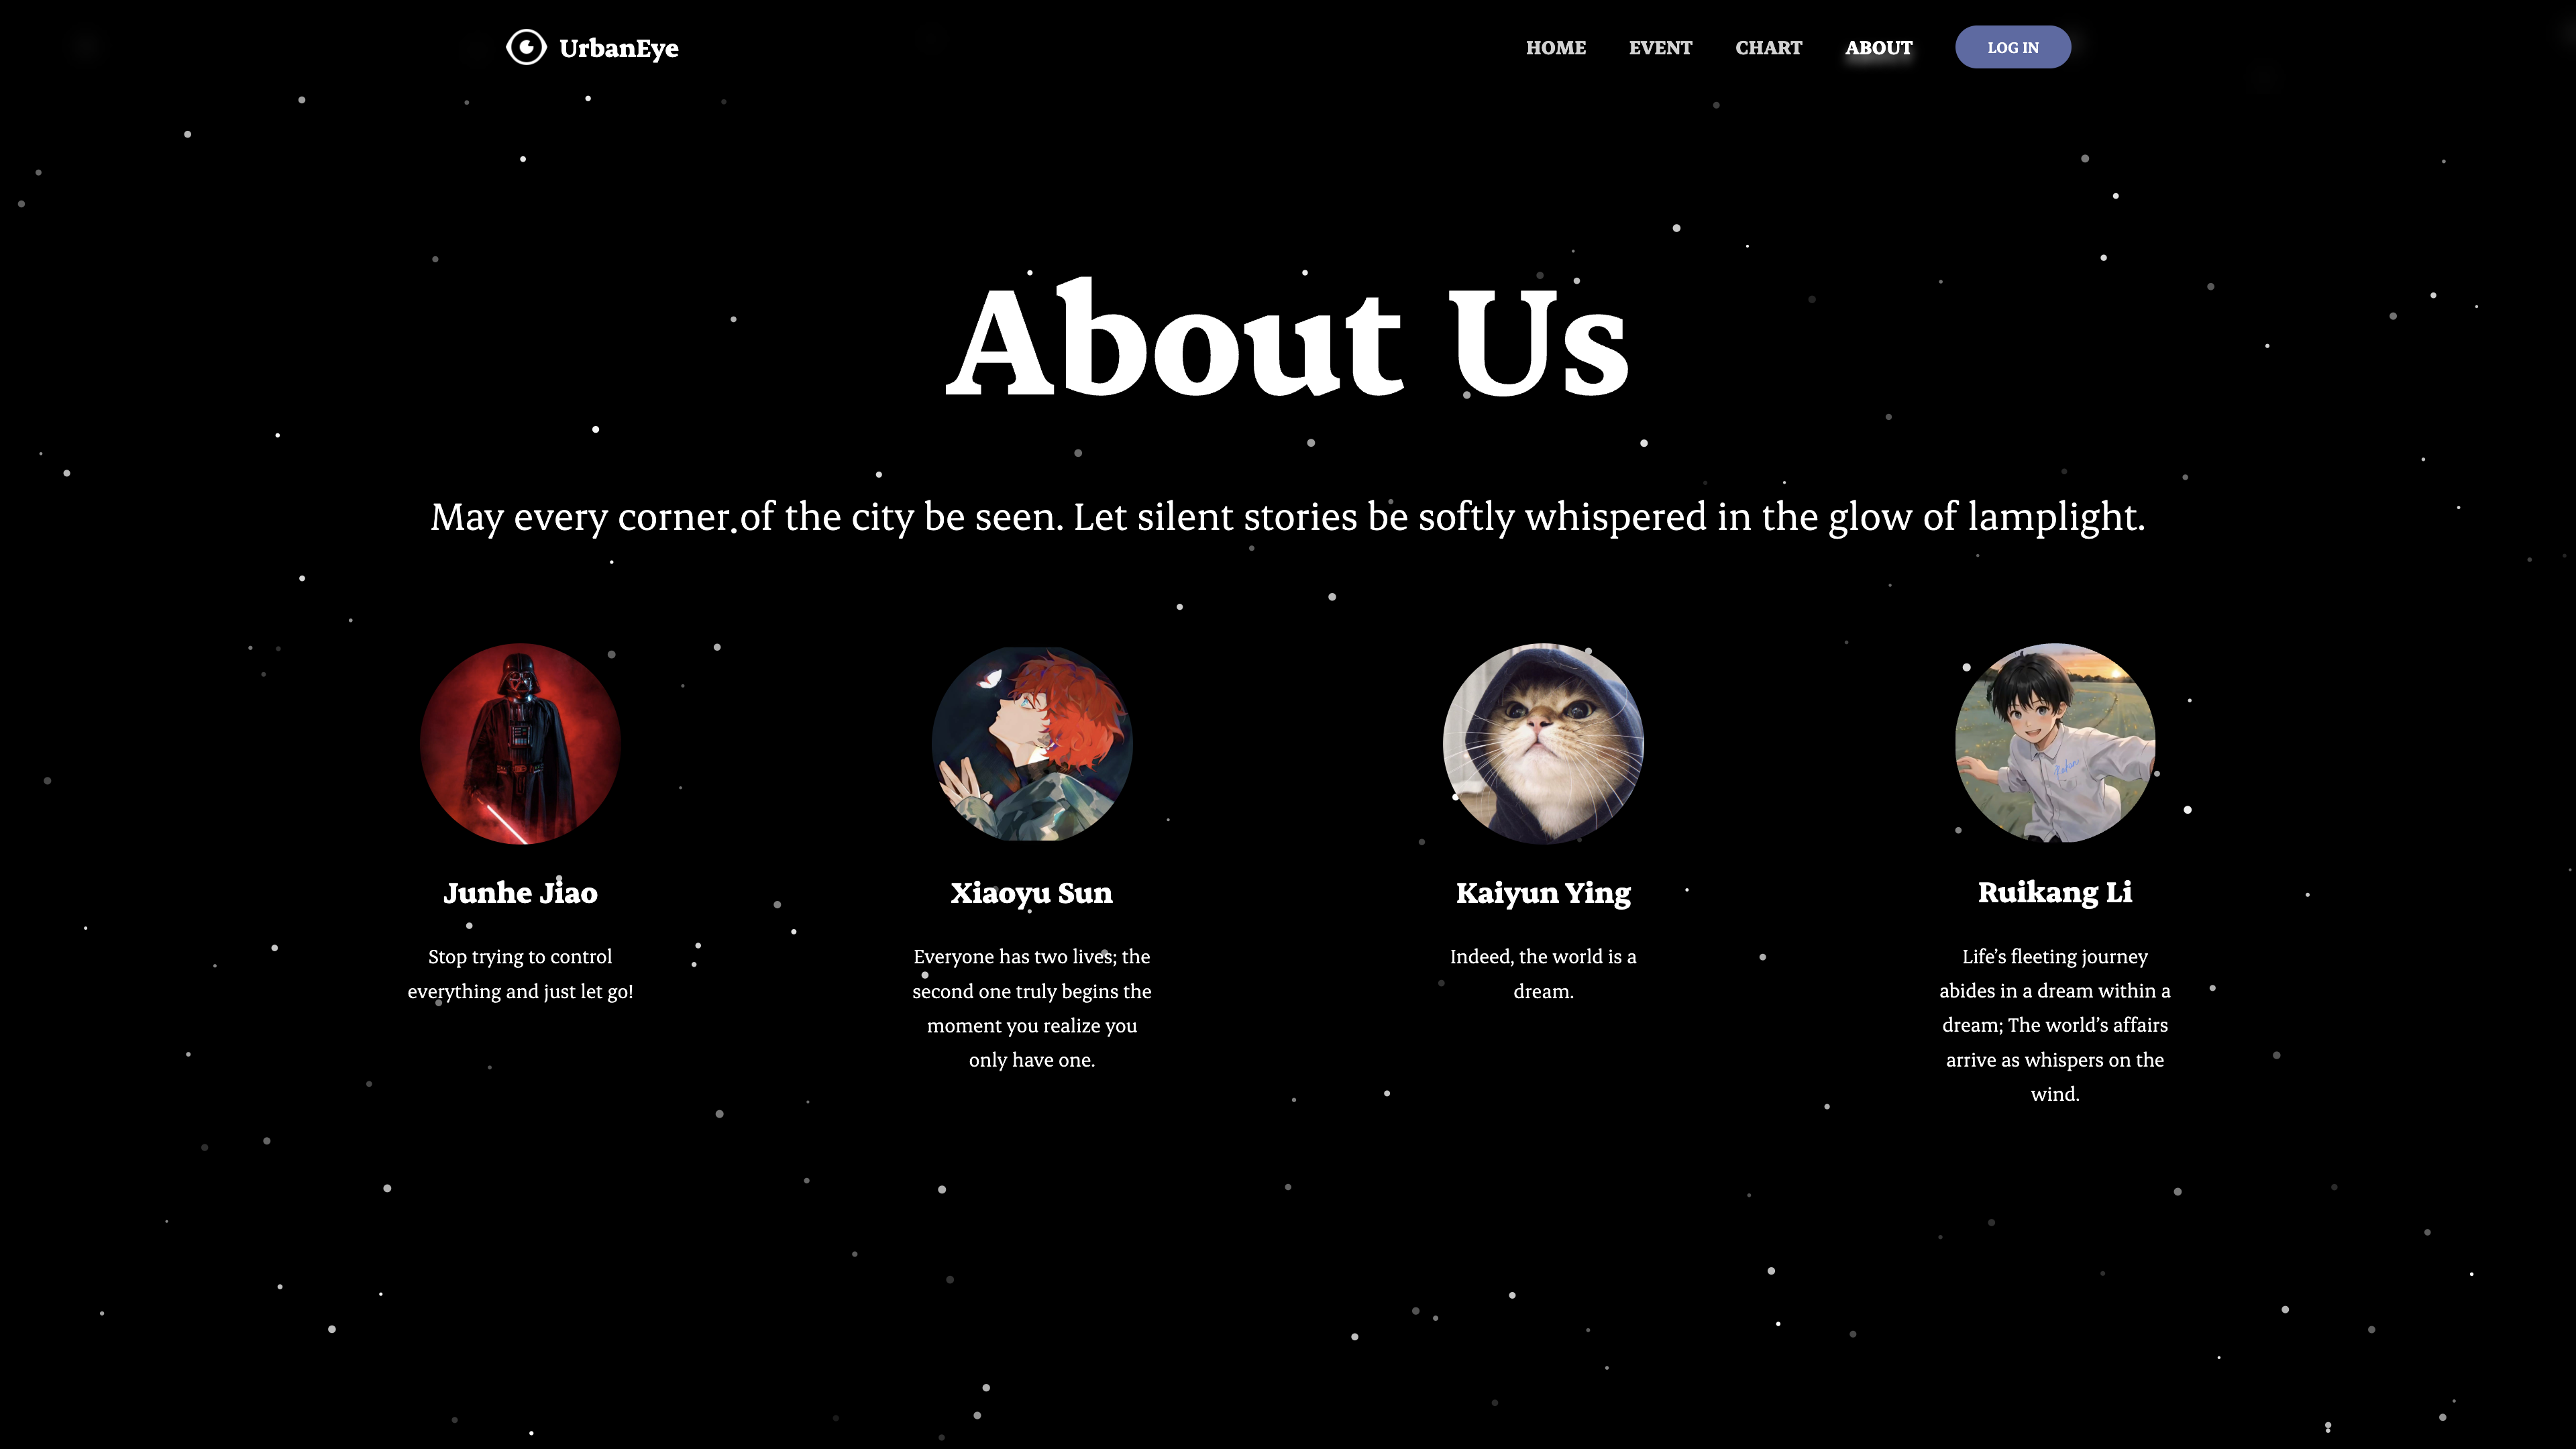 UrbanEye
HOME EVENT CHART ABOUT LOG IN
About Us
May every corner of the city be seen. Let silent stories be softly whispered in the glow of lamplight.
Junhe Jiao
Stop trying to control
everything and just let go!
Xiaoyu Sun
Everyone has two lives; the
second one truly begins the
moment you realize you
only have one.
Kaiyun Ying
Indeed, the world is a
dream.
Ruikang Li
Life’s fleeting journey
abides in a dream within a
dream; The world’s affairs
arrive as whispers on the
wind.